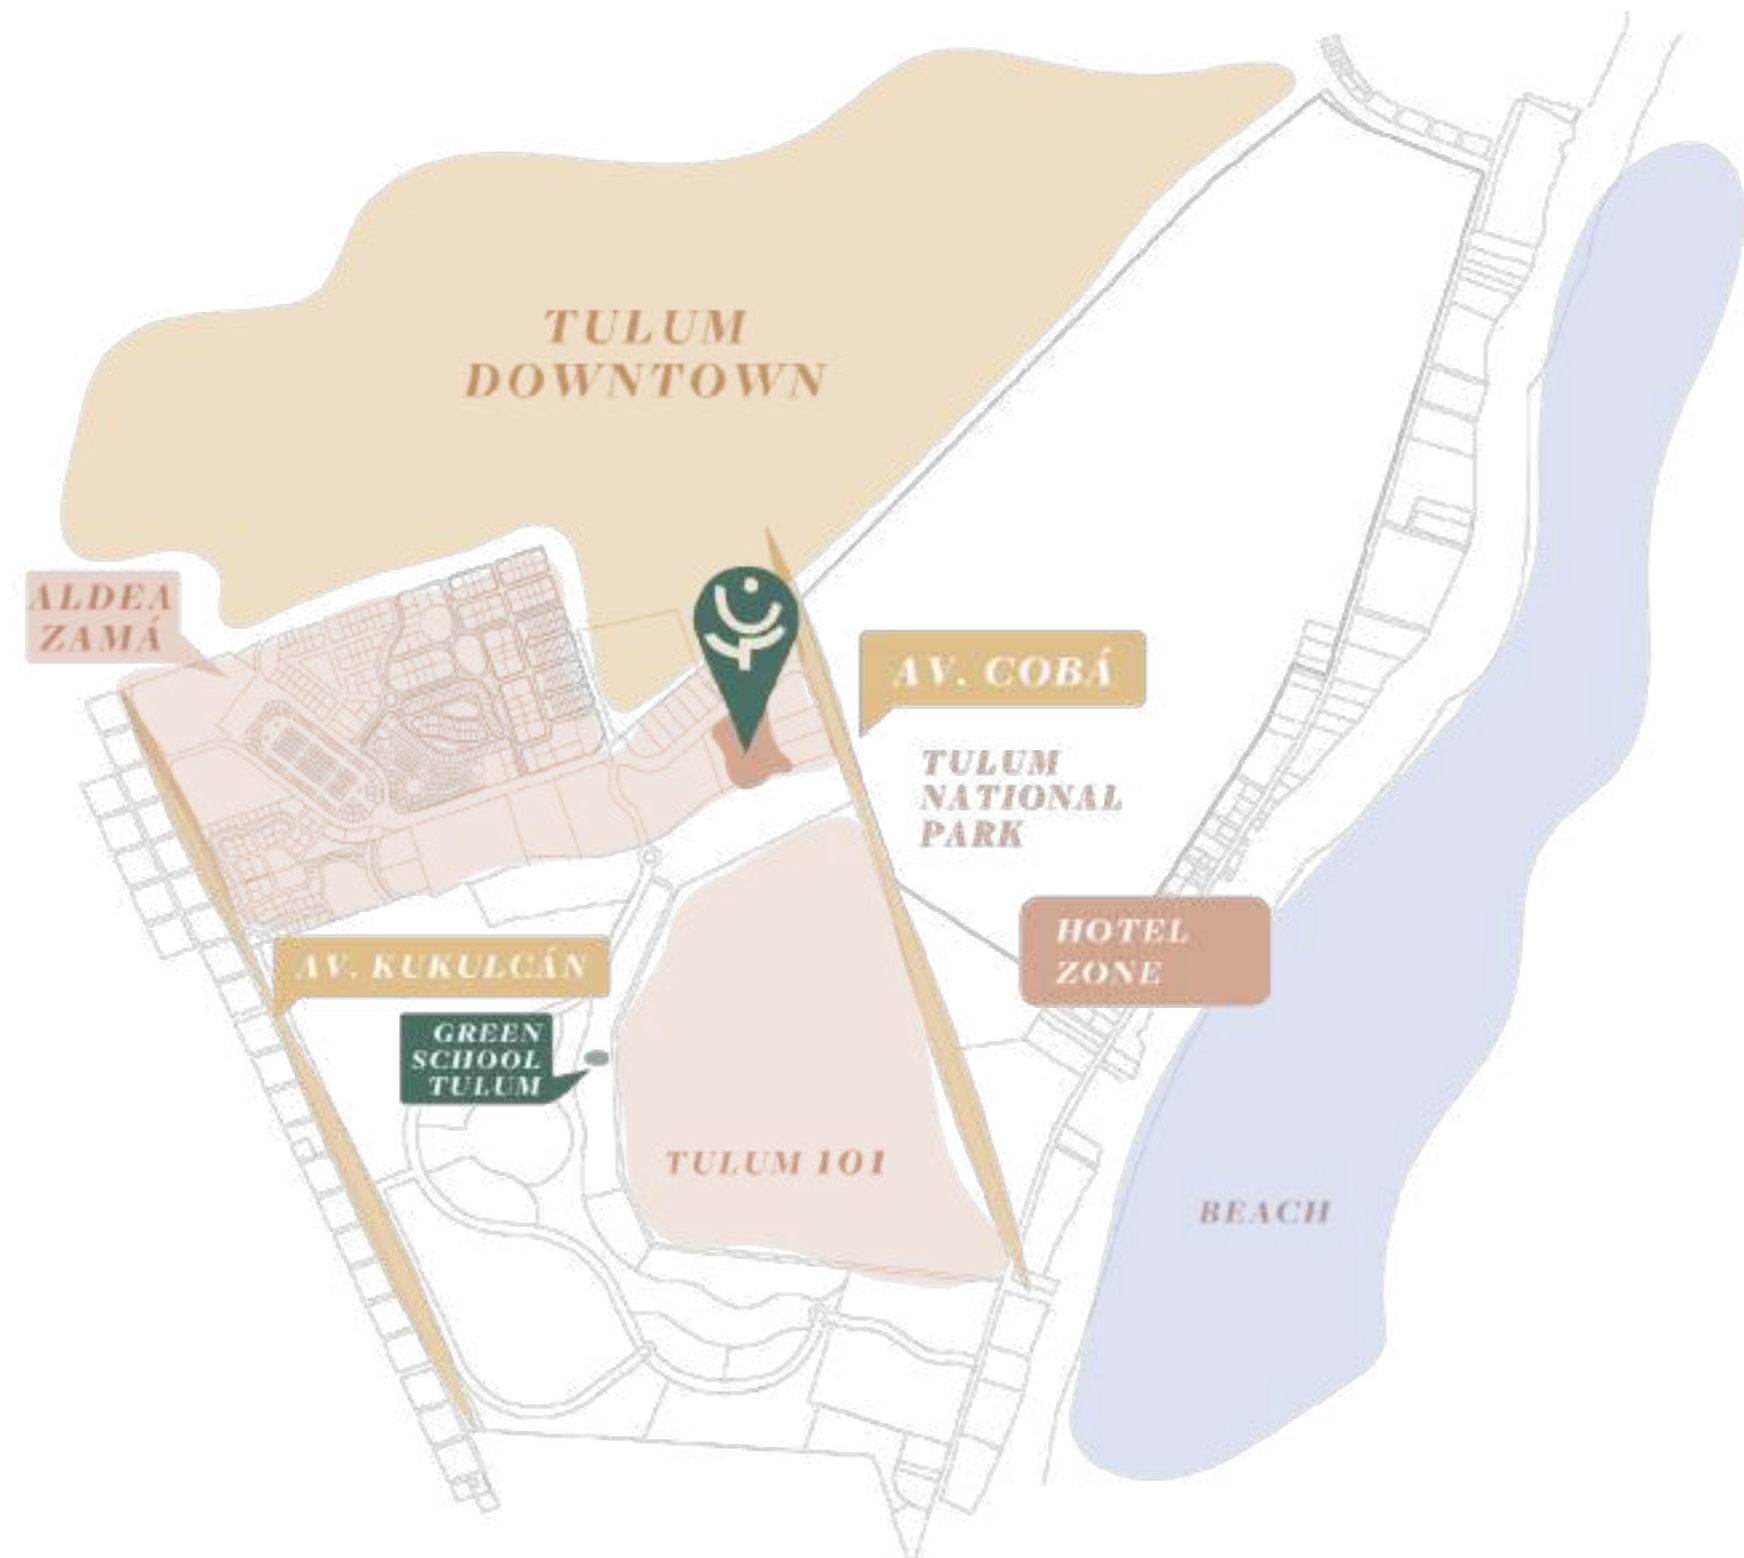 TULUM
DOWNTOWN
ALDEA
ZAMÁ
AV. COBÁ
TULUM
NATIONAL
PARK
HOTEL
ZONE
AV. KUKULCÁN
GREEN
SCHOOL
TULUM
TULUM 101
BEACH